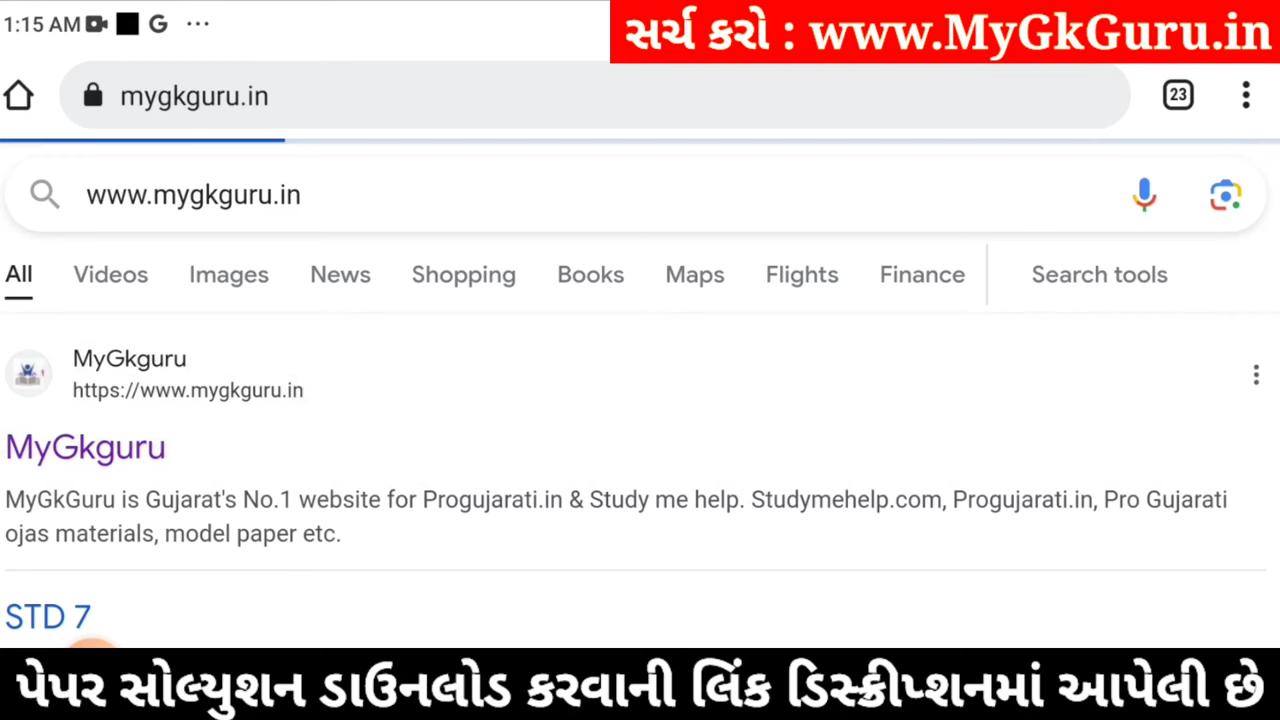 1:15 AM
સર્ચ કરો : www.MyGkGuru.in
mygkguru.in
23
www.mygkguru.in
All Videos Images News Shopping Books Maps Flights Finance Search tools
MyGkguru
https://www.mygkguru.in
MyGkguru
MyGkGuru is Gujarat's No.1 website for Progujarati.in & Study me help. Studymehelp.com, Progujarati.in, Pro Gujarati
ojas materials, model paper etc.
STD 7
પેપર સોલ્યુશન ડાઉનલોડ કરવાની લિંક ડિસ્ક્રીપ્શનમાં આપેલી છે